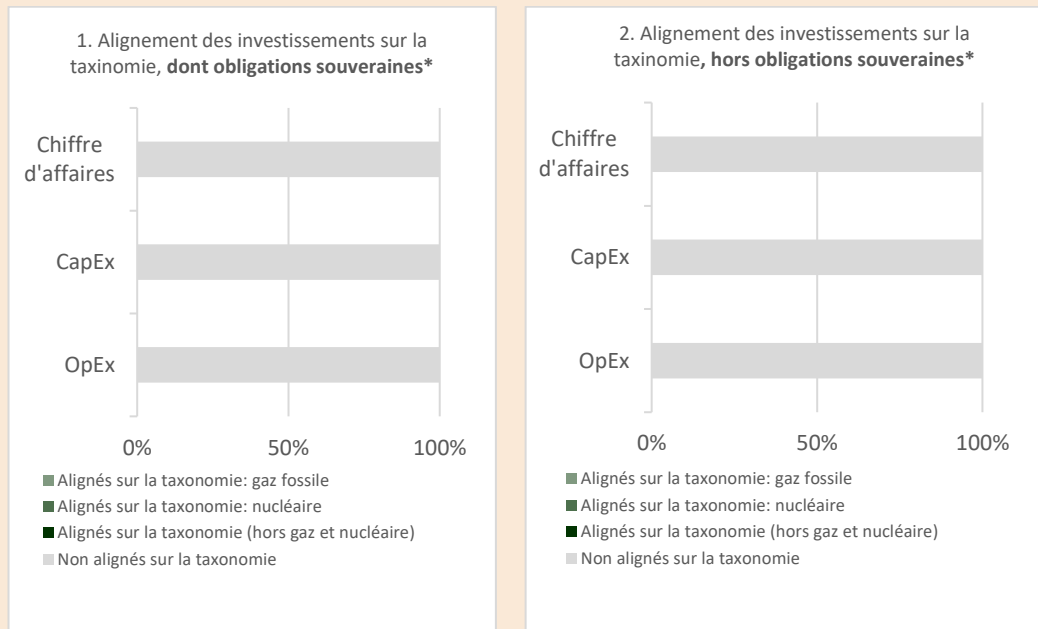 1. Alignement des investissements sur la
taxinomie, dont obligations souveraines*
Chiffre
d'affaires
CapEx
OpEx
0% 50% 100%
Alignés sur la taxonomie: gaz fossile
Alignés sur la taxonomie: nucléaire
Alignés sur la taxonomie (hors gaz et nucléaire)
Non alignés sur la taxonomie
2. Alignement des investissements sur la
taxinomie, hors obligations souveraines*
Chiffre
d'affaires
CapEx
OpEx
0% 50% 100%
Alignés sur la taxonomie: gaz fossile
Alignés sur la taxonomie: nucléaire
Alignés sur la taxonomie (hors gaz et nucléaire)
Non alignés sur la taxonomie